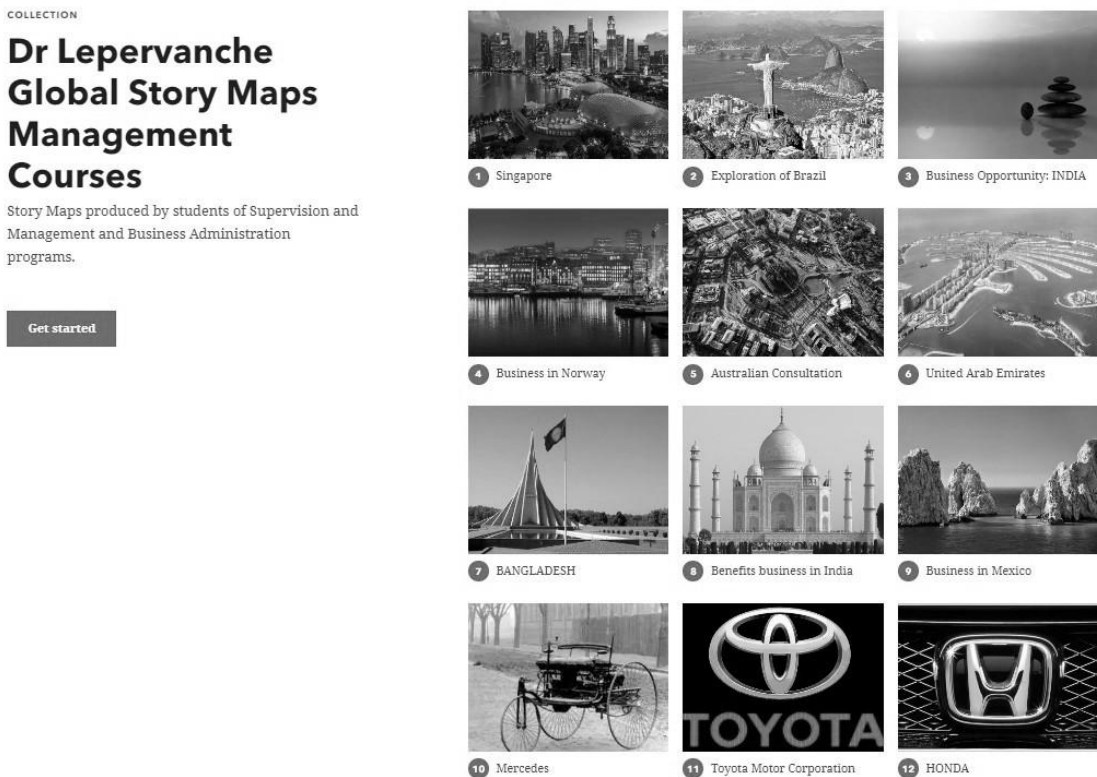 COLLECTION
Dr Lepervanche
Global Story Maps
Management
Courses
Story Maps produced by students of Supervision and
Management and Business Administration
programs.
Get started
1 Singapore
2 Exploration of Brazil
3 Business Opportunity: INDIA
4 Business in Norway
5 Australian Consultation
6 United Arab Emirates
7 BANGLADESH
8 Benefits business in India
9 Business in Mexico
TOYOTA
10 Mercedes
11 Toyota Motor Corporation
12 HONDA